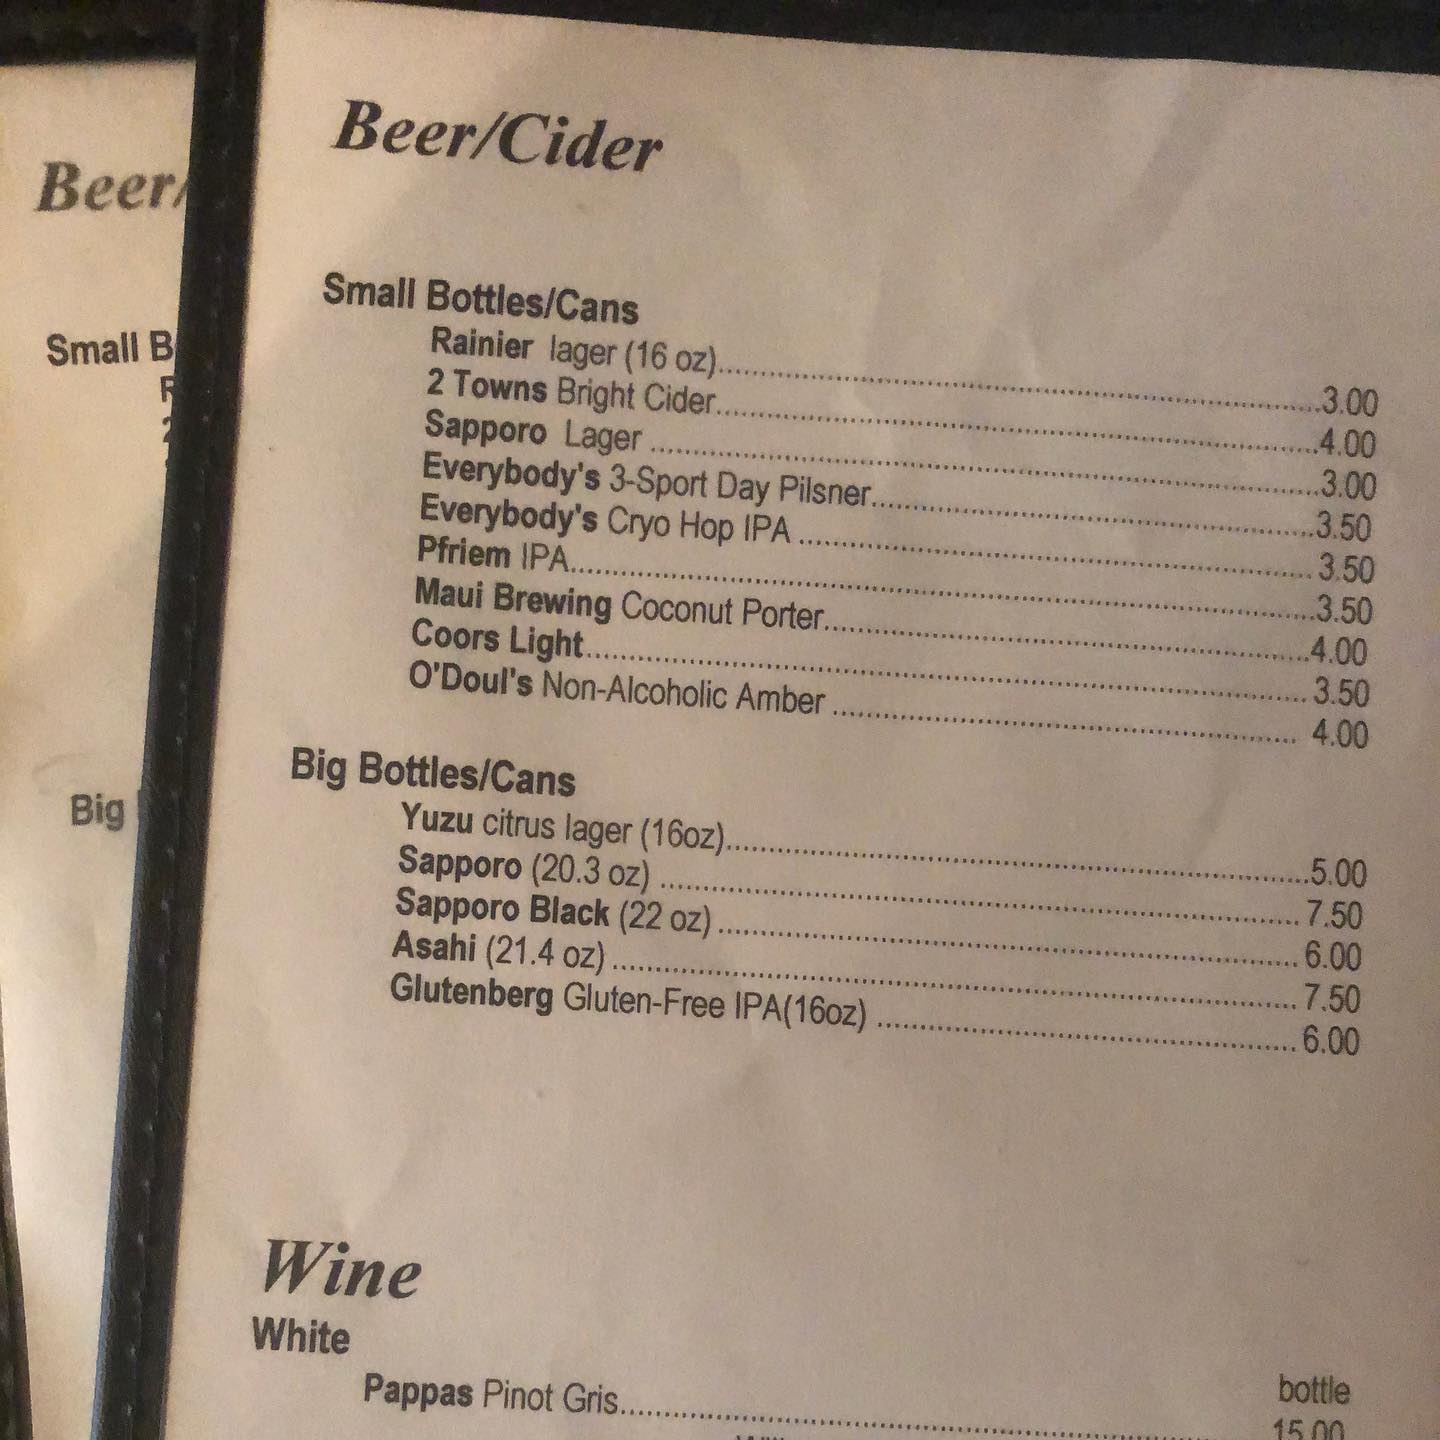 Beer/Cider
Small Bottles/Cans
Rainier lager (16 oz)..........3.00
2 Towns Bright Cider..........4.00
Sapporo Lager ..........3.00
Everybody's 3-Sport Day Pilsner..........3.50
Everybody's Cryo Hop IPA ..........3.50
Pfriem IPA..........3.50
Maui Brewing Coconut Porter..........4.00
Coors Light..........3.50
O'Doul's Non-Alcoholic Amber .......... 4.00
Big Bottles/Cans
Yuzu citrus lager (16oz)..........5.00
Sapporo (20.3 oz) .......... 7.50
Sapporo Black (22 oz) .......... 6.00
Asahi (21.4 oz) .......... 7.50
Glutenberg Gluten-Free IPA(16oz) .......... 6.00
Wine
White
bottle
Pappas Pinot Gris..........15.00
Beer/
Small B
R
2
Big